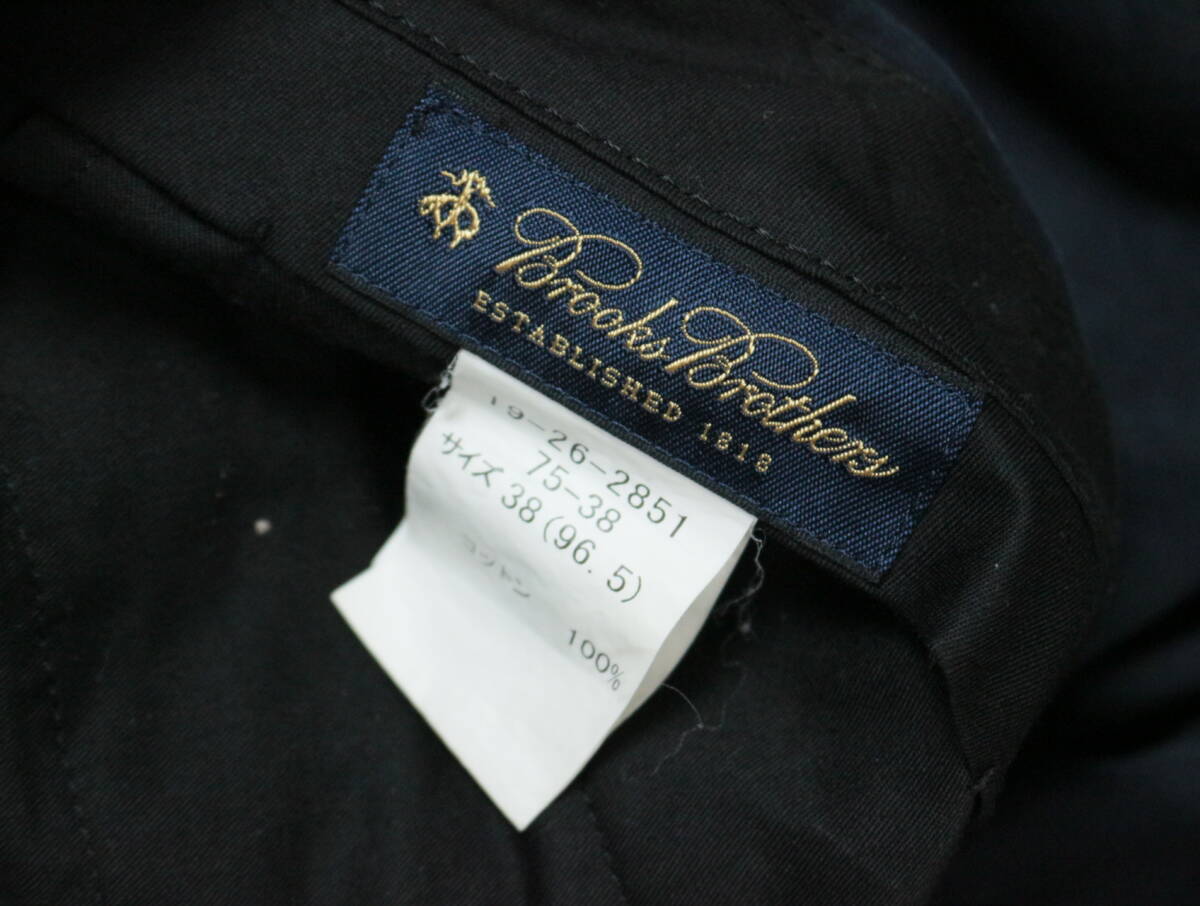 Brooks Brothers
ESTABLISHED 1818
19-26-2851
75-38
サイズ 38(96.5)
コットン 100%